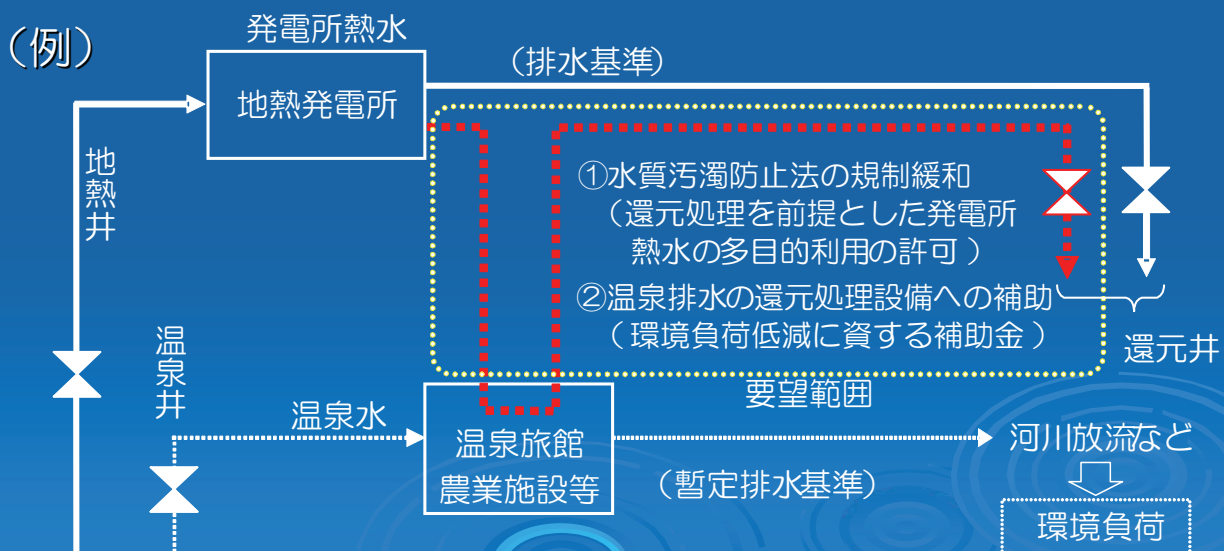 (例)
発電所熱水
地熱発電所
(排水基準)
地熱井
①水質汚濁防止法の規制緩和
(還元処理を前提とした発電所
熱水の多目的利用の許可)
②温泉排水の還元処理設備への補助
(環境負荷低減に資する補助金)
還元井
要望範囲
温泉井
温泉水
温泉旅館
農業施設等
(暫定排水基準)
河川放流など
環境負荷